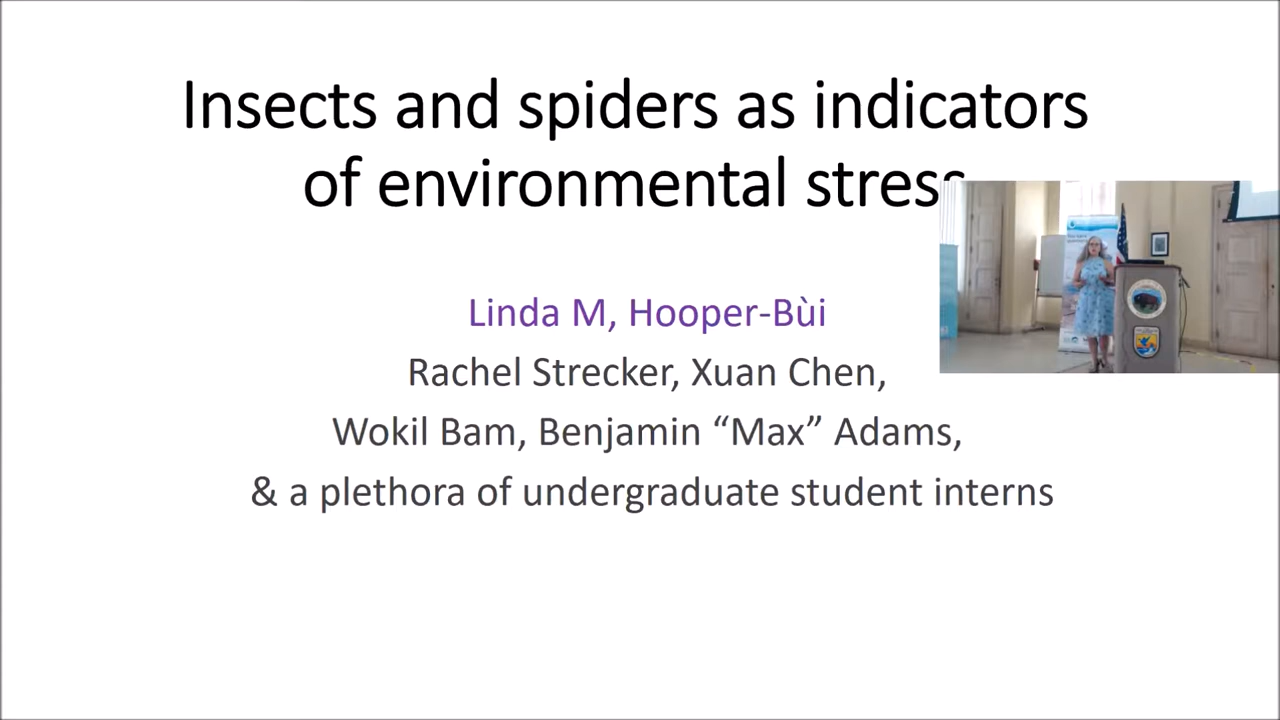 Insects and spiders as indicators
of environmental stress
Linda M, Hooper-Bùi
Rachel Strecker, Xuan Chen,
Wokil Bam, Benjamin “Max” Adams,
& a plethora of undergraduate student interns